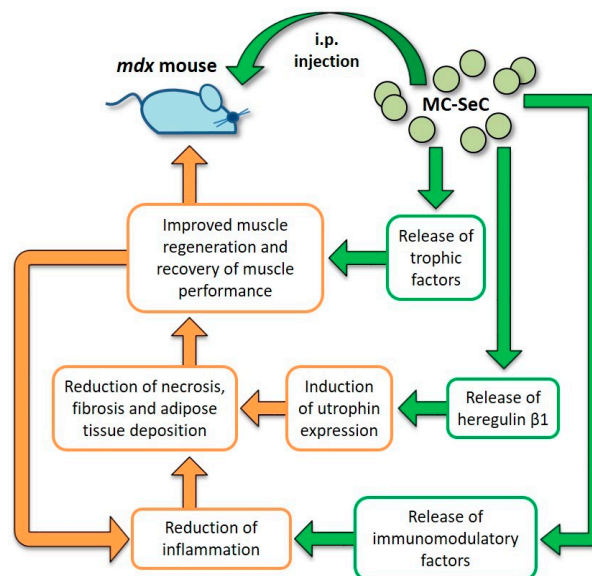 i.p.
injection
mdx mouse
MC-SeC
Improved muscle
regeneration and
recovery of muscle
performance
Release of
trophic
factors
Reduction of necrosis,
fibrosis and adipose
tissue deposition
Induction
of utrophin
expression
Release of
heregulin β1
Reduction of
inflammation
Release of
immunomodulatory
factors